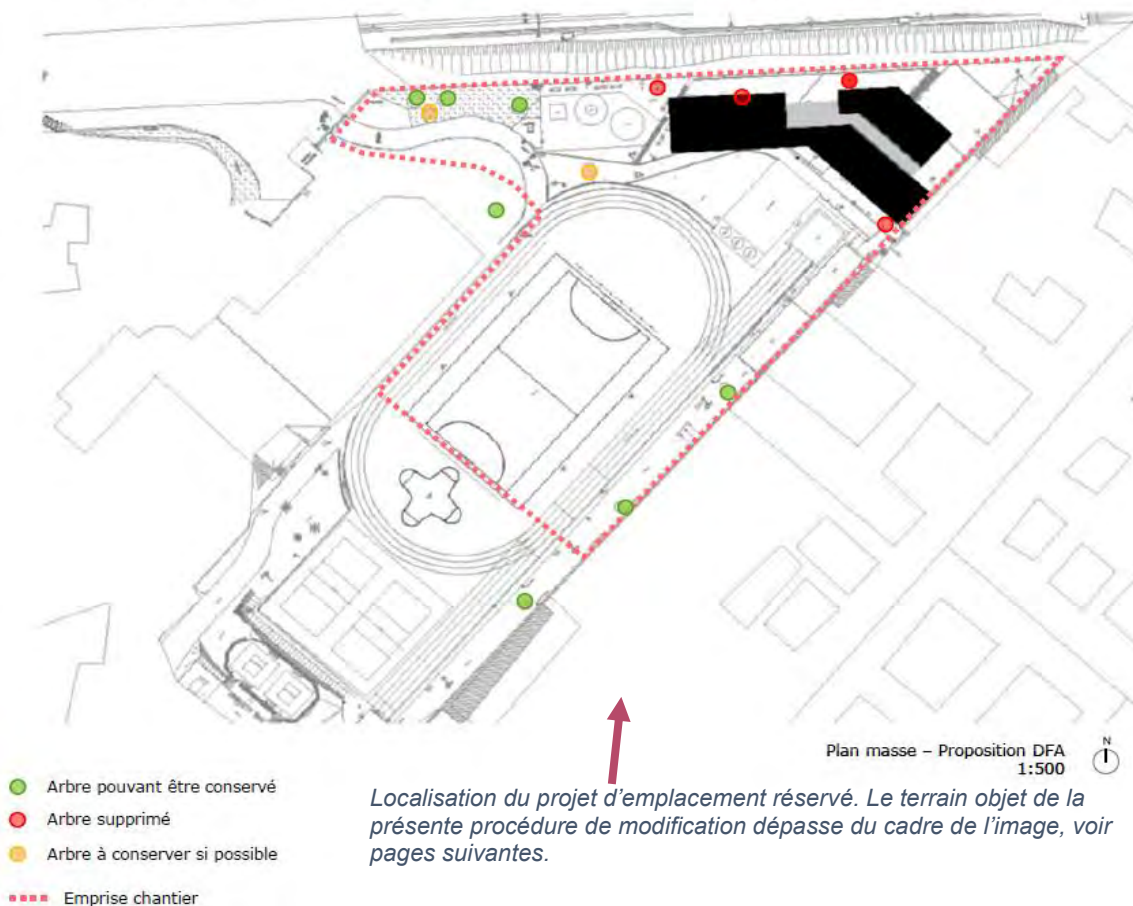 N
Plan masse – Proposition DFA
1:500
Arbre pouvant être conservé
Arbre supprimé
Arbre à conserver si possible
Emprise chantier
Localisation du projet d'emplacement réservé. Le terrain objet de la
présente procédure de modification dépasse du cadre de l'image, voir
pages suivantes.